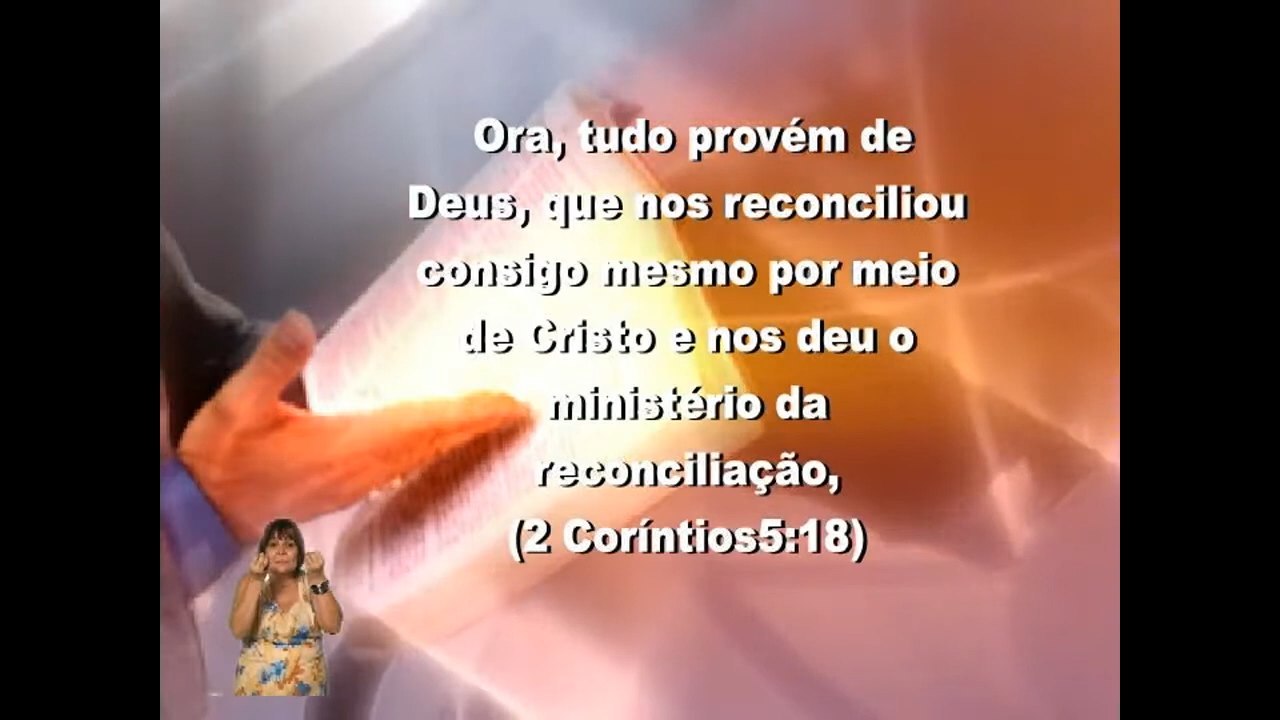 Ora, tudo provém de
Deus, que nos reconciliou
consigo mesmo por meio
de Cristo e nos deu o
ministério da
reconciliação,
(2 Coríntios5:18)